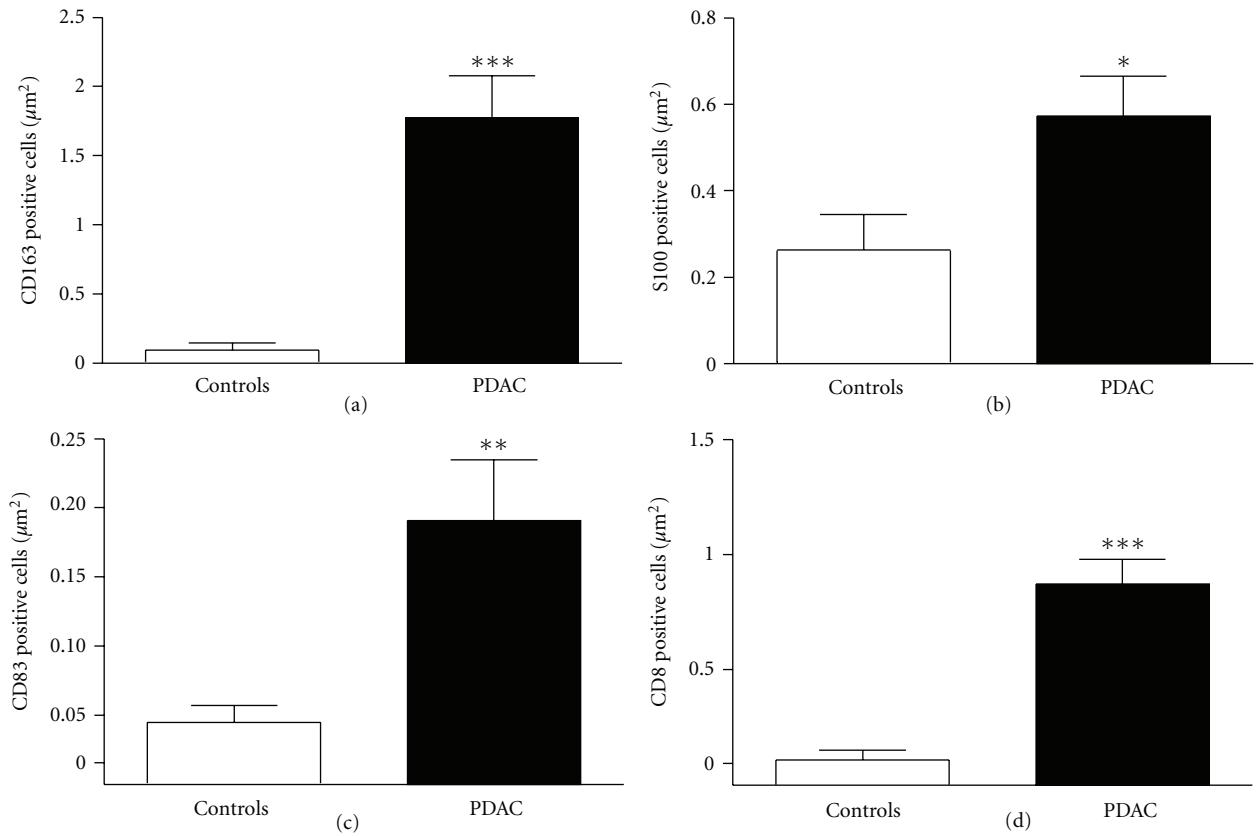 2.5
2
1.5
1
0.5
0
CD163 positive cells (μm²)
***
Controls
PDAC
(a)
0.8
0.6
0.4
0.2
0
S100 positive cells (μm²)
*
Controls
PDAC
(b)
0.25
0.20
0.15
0.10
0.05
0
CD83 positive cells (μm²)
**
Controls
PDAC
(c)
1.5
1
0.5
0
CD8 positive cells (μm²)
***
Controls
PDAC
(d)